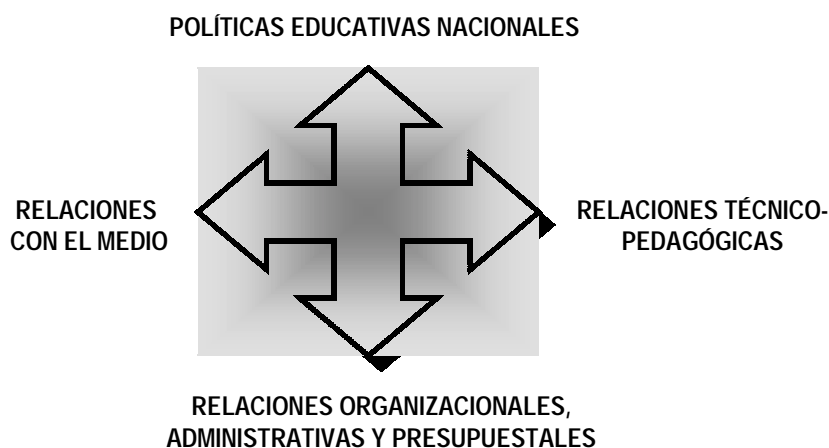 POLÍTICAS EDUCATIVAS NACIONALES
RELACIONES
CON EL MEDIO
RELACIONES TÉCNICO-
PEDAGÓGICAS
RELACIONES ORGANIZACIONALES,
ADMINISTRATIVAS Y PRESUPUESTALES